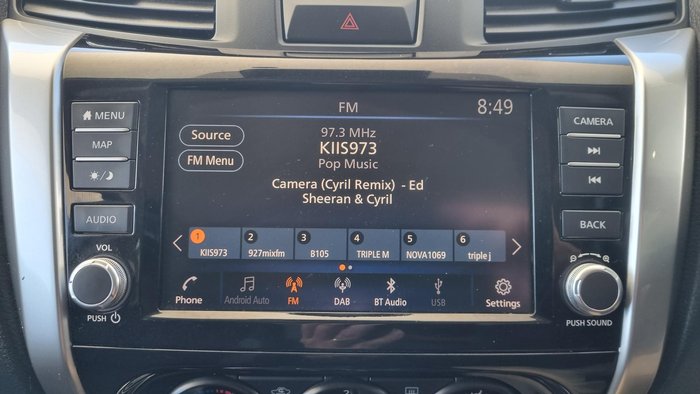 FM
8:49
MENU
MAP
AUDIO
VOL
PUSH
Source
FM Menu
97.3 MHz
KIIS973
Pop Music
Camera (Cyril Remix) - Ed
Sheeran & Cyril
1 2 3 4 5 6
KIIS973 927mixfm B105 TRIPLE M NOVA1069 triple j
Phone Android Auto FM DAB BT Audio USB Settings
CAMERA
BACK
PUSH SOUND